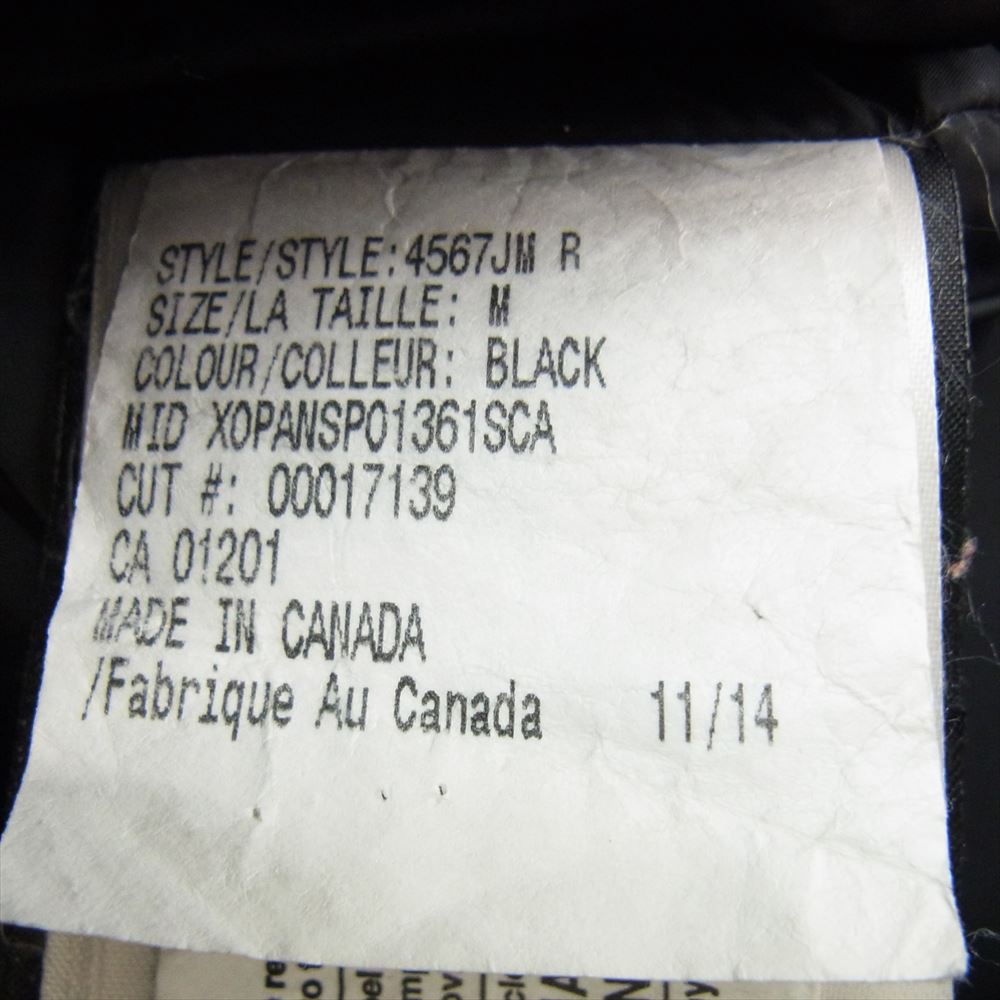 STYLE/STYLE:4567JM R
SIZE/LA TAILLE: M
COLOUR/COLLEUR: BLACK
MID XOPANSPO1361SCA
CUT #: 00017139
CA 01201
MADE IN CANADA
/Fabrique Au Canada 11/14